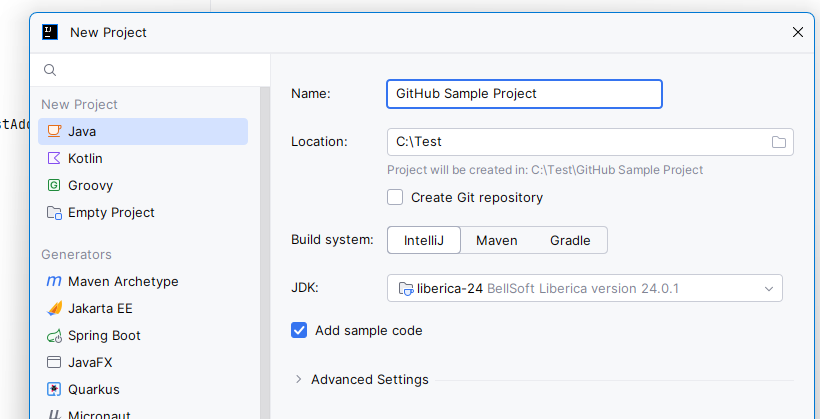 New Project
New Project
Java
Kotlin
Groovy
Empty Project
Generators
Maven Archetype
Jakarta EE
Spring Boot
JavaFX
Quarkus
Micronaut
Name:
GitHub Sample Project
Location:
C:\Test
Project will be created in: C:\Test\GitHub Sample Project
Create Git repository
Build system:
IntelliJ Maven Gradle
JDK:
liberica-24 BellSoft Liberica version 24.0.1
Add sample code
Advanced Settings